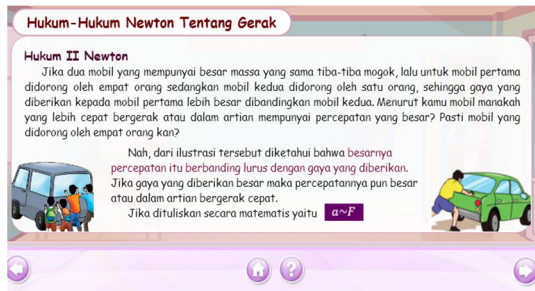 Hukum-Hukum Newton Tentang Gerak
Hukum II Newton
Jika dua mobil yang mempunyai besar massa yang sama tiba-tiba mogok, lalu untuk mobil pertama
didorong oleh empat orang sedangkan mobil kedua didorong oleh satu orang, sehingga gaya yang
diberikan kepada mobil pertama lebih besar dibandingkan mobil kedua. Menurut kamu mobil manakah
yang lebih cepat bergerak atau dalam artian mempunyai percepatan yang besar? Pasti mobil yang
didorong oleh empat orang kan?
Nah, dari ilustrasi tersebut diketahui bahwa besarnya
percepatan itu berbanding lurus dengan gaya yang diberikan.
Jika gaya yang diberikan besar maka percepatannya pun besar
atau dalam artian bergerak cepat.
Jika dituliskan secara matematis yaitu a~F
?